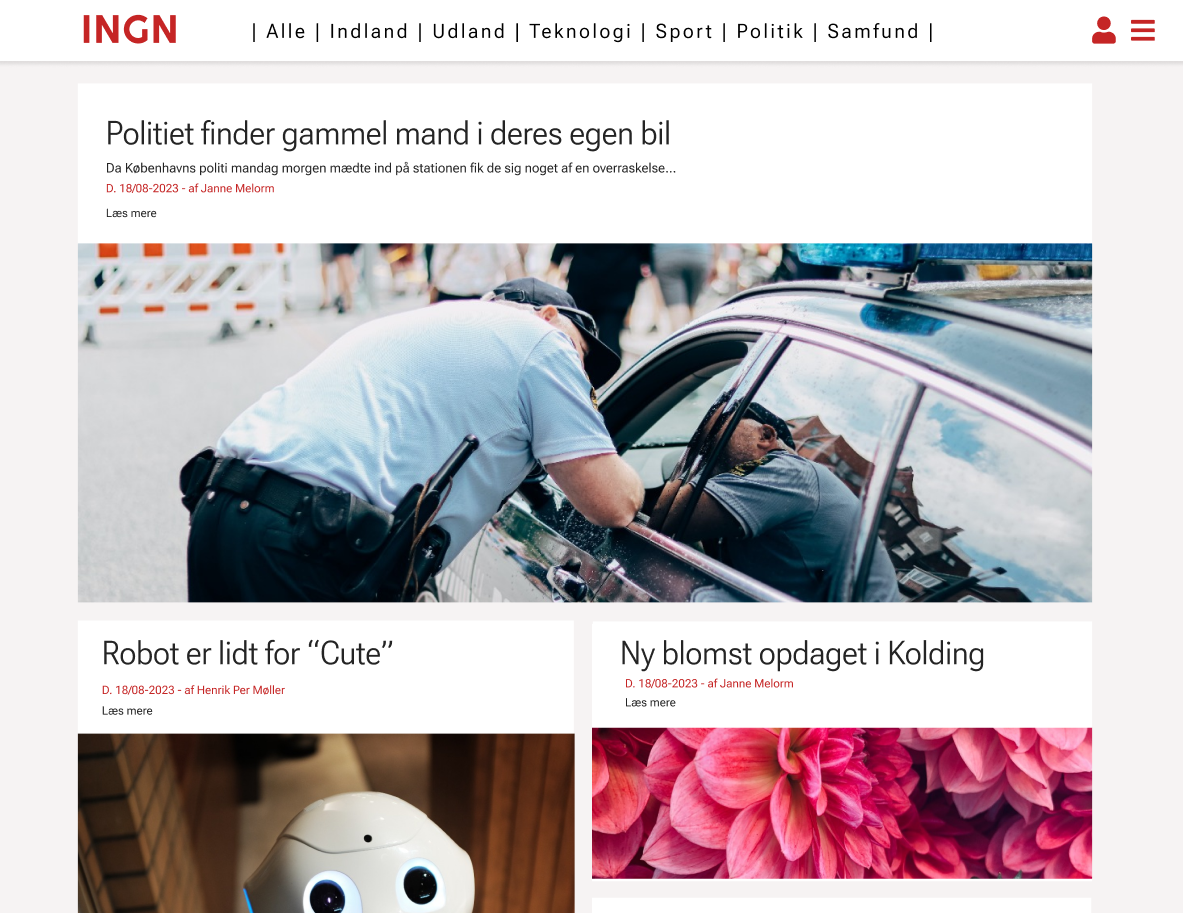 INGN
| Alle | Indland | Udland | Teknologi | Sport | Politik | Samfund |
Politiet finder gammel mand i deres egen bil
Da Københavns politi mandag morgen mædte ind på stationen fik de sig noget af en overraskelse...
D. 18/08-2023 - af Janne Melorm
Læs mere
Robot er lidt for “Cute”
D. 18/08-2023 - af Henrik Per Møller
Læs mere
Ny blomst opdaget i Kolding
D. 18/08-2023 - af Janne Melorm
Læs mere